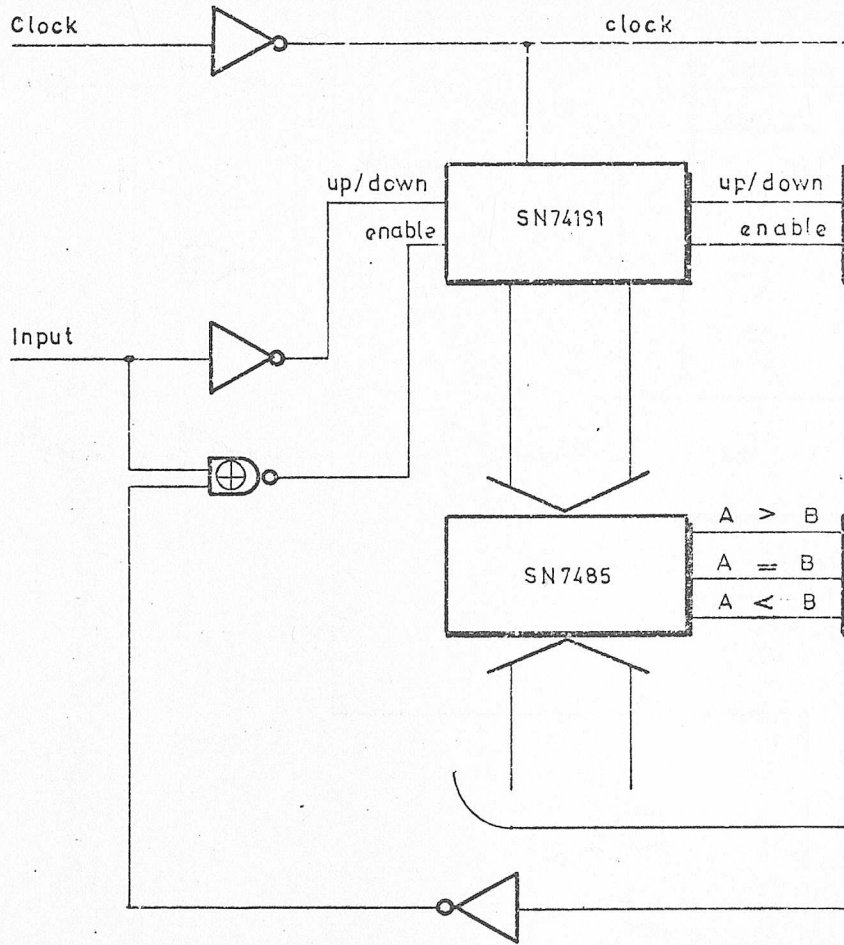 Clock
clock
up/down
up/down
SN74191
enable
enable
Input
A > B
SN7485
A = B
A < B